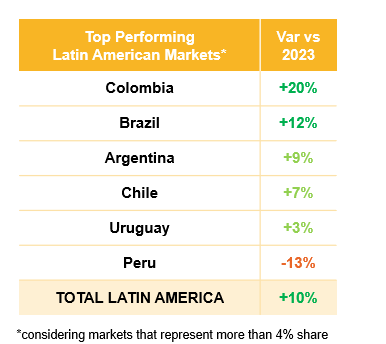 Top Performing
Latin American Markets*
Var vs
2023
Colombia +20%
Brazil +12%
Argentina +9%
Chile +7%
Uruguay +3%
Peru -13%
TOTAL LATIN AMERICA +10%
*considering markets that represent more than 4% share